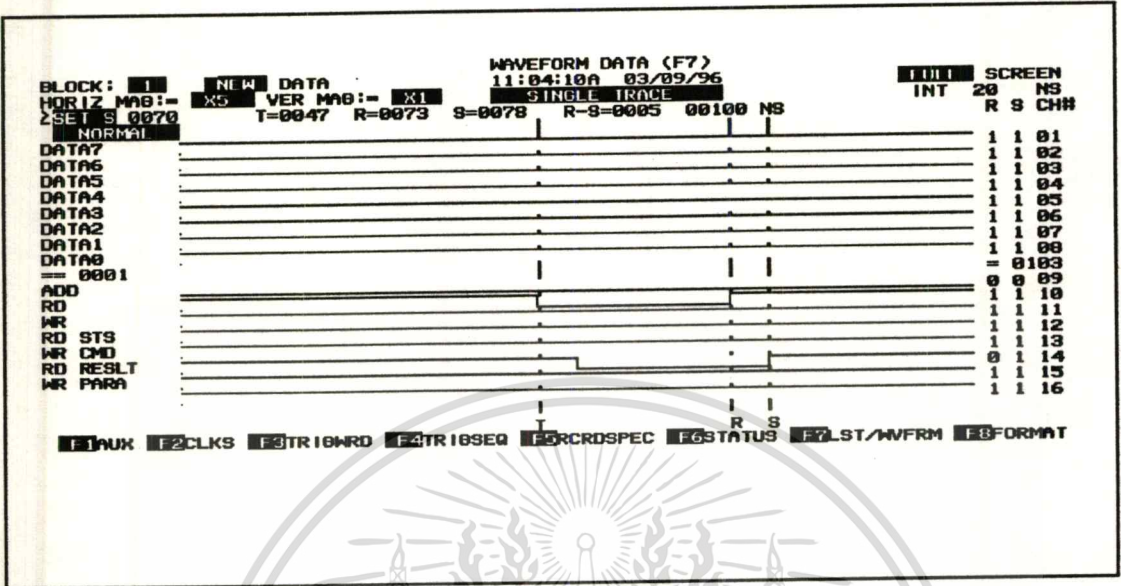 WAVEFORM DATA (F7)
BLOCK: 1 NEW DATA 11:04:10A 03/09/96 FULL SCREEN
HORIZ MAG:= X5 VER MAG:= X1 SINGLE TRACE INT 20 NS
≥SET S 0070 T=0047 R=0073 S=0078 R-S=0005 00100 NS R S CH#
NORMAL
DATA7 1 1 01
DATA6 1 1 02
DATA5 1 1 03
DATA4 1 1 04
DATA3 1 1 05
DATA2 1 1 06
DATA1 1 1 07
DATA0 1 1 08
== 0001 = 0103
ADD 0 0 09
RD 1 1 10
WR 1 1 11
RD STS 1 1 12
WR CMD 1 1 13
RD RESLT 0 1 14
WR PARA 1 1 15
1 1 16
T R S
F1AUX F2CLKS F3TRIGWRD F4TRIGSEQ F5RCRDSPEC F6STATUS F7LST/WVFRM F8FORMAT